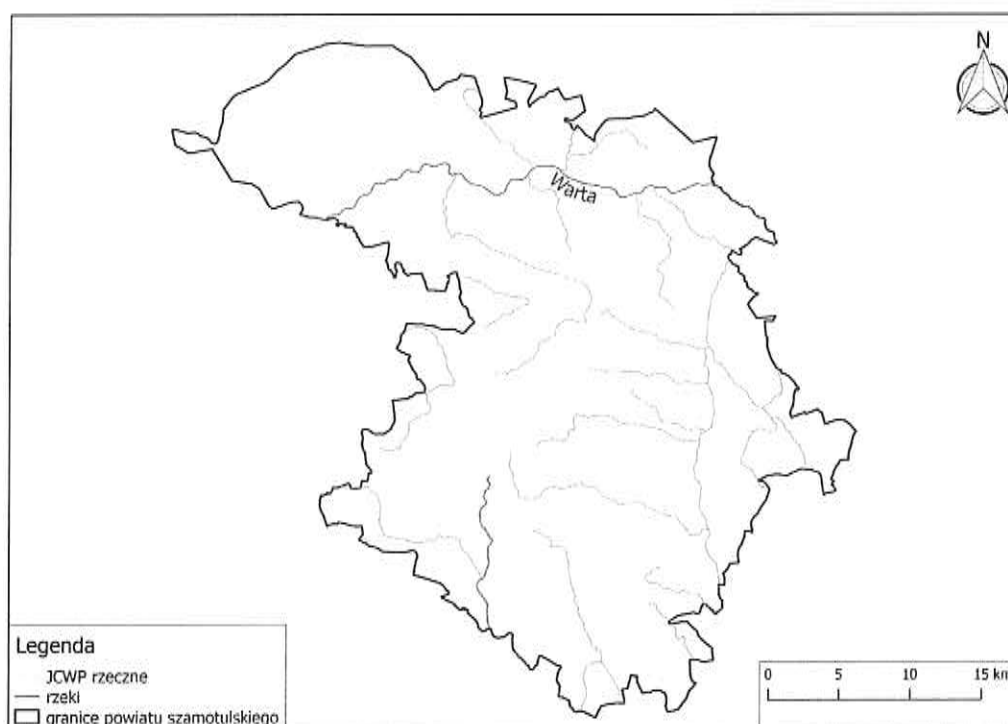 N
Warta
Legenda
JCWP rzeczne
rzeki
granice powiatu szamotulskiego
0 5 10 15 km